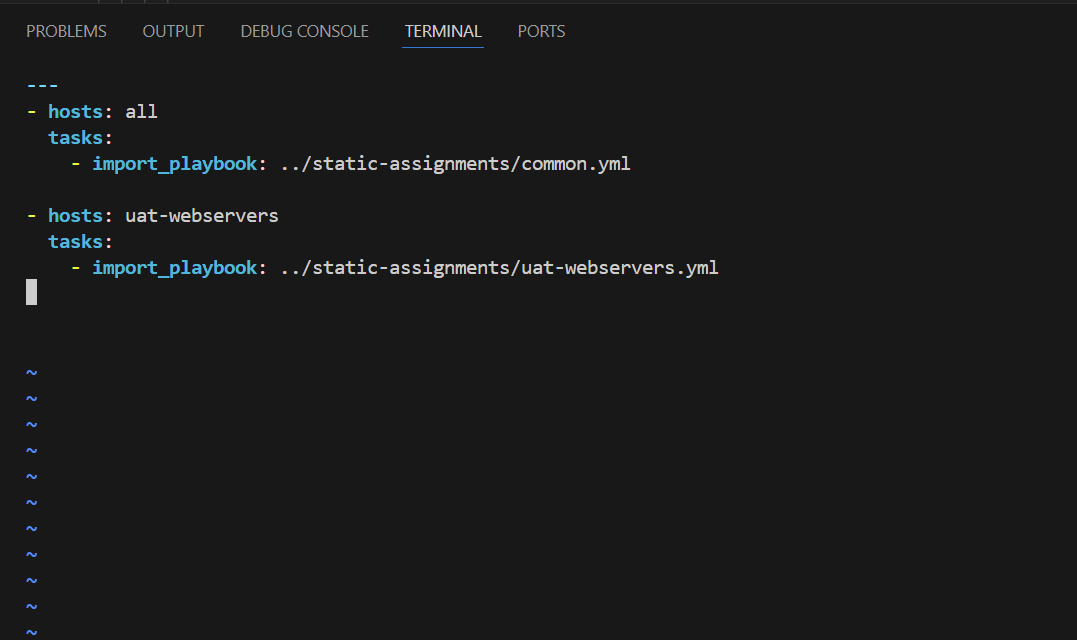 PROBLEMS OUTPUT DEBUG CONSOLE TERMINAL PORTS
---
- hosts: all
  tasks:
    - import_playbook: ../static-assignments/common.yml

- hosts: uat-webservers
  tasks:
    - import_playbook: ../static-assignments/uat-webservers.yml

~
~
~
~
~
~
~
~
~
~
~